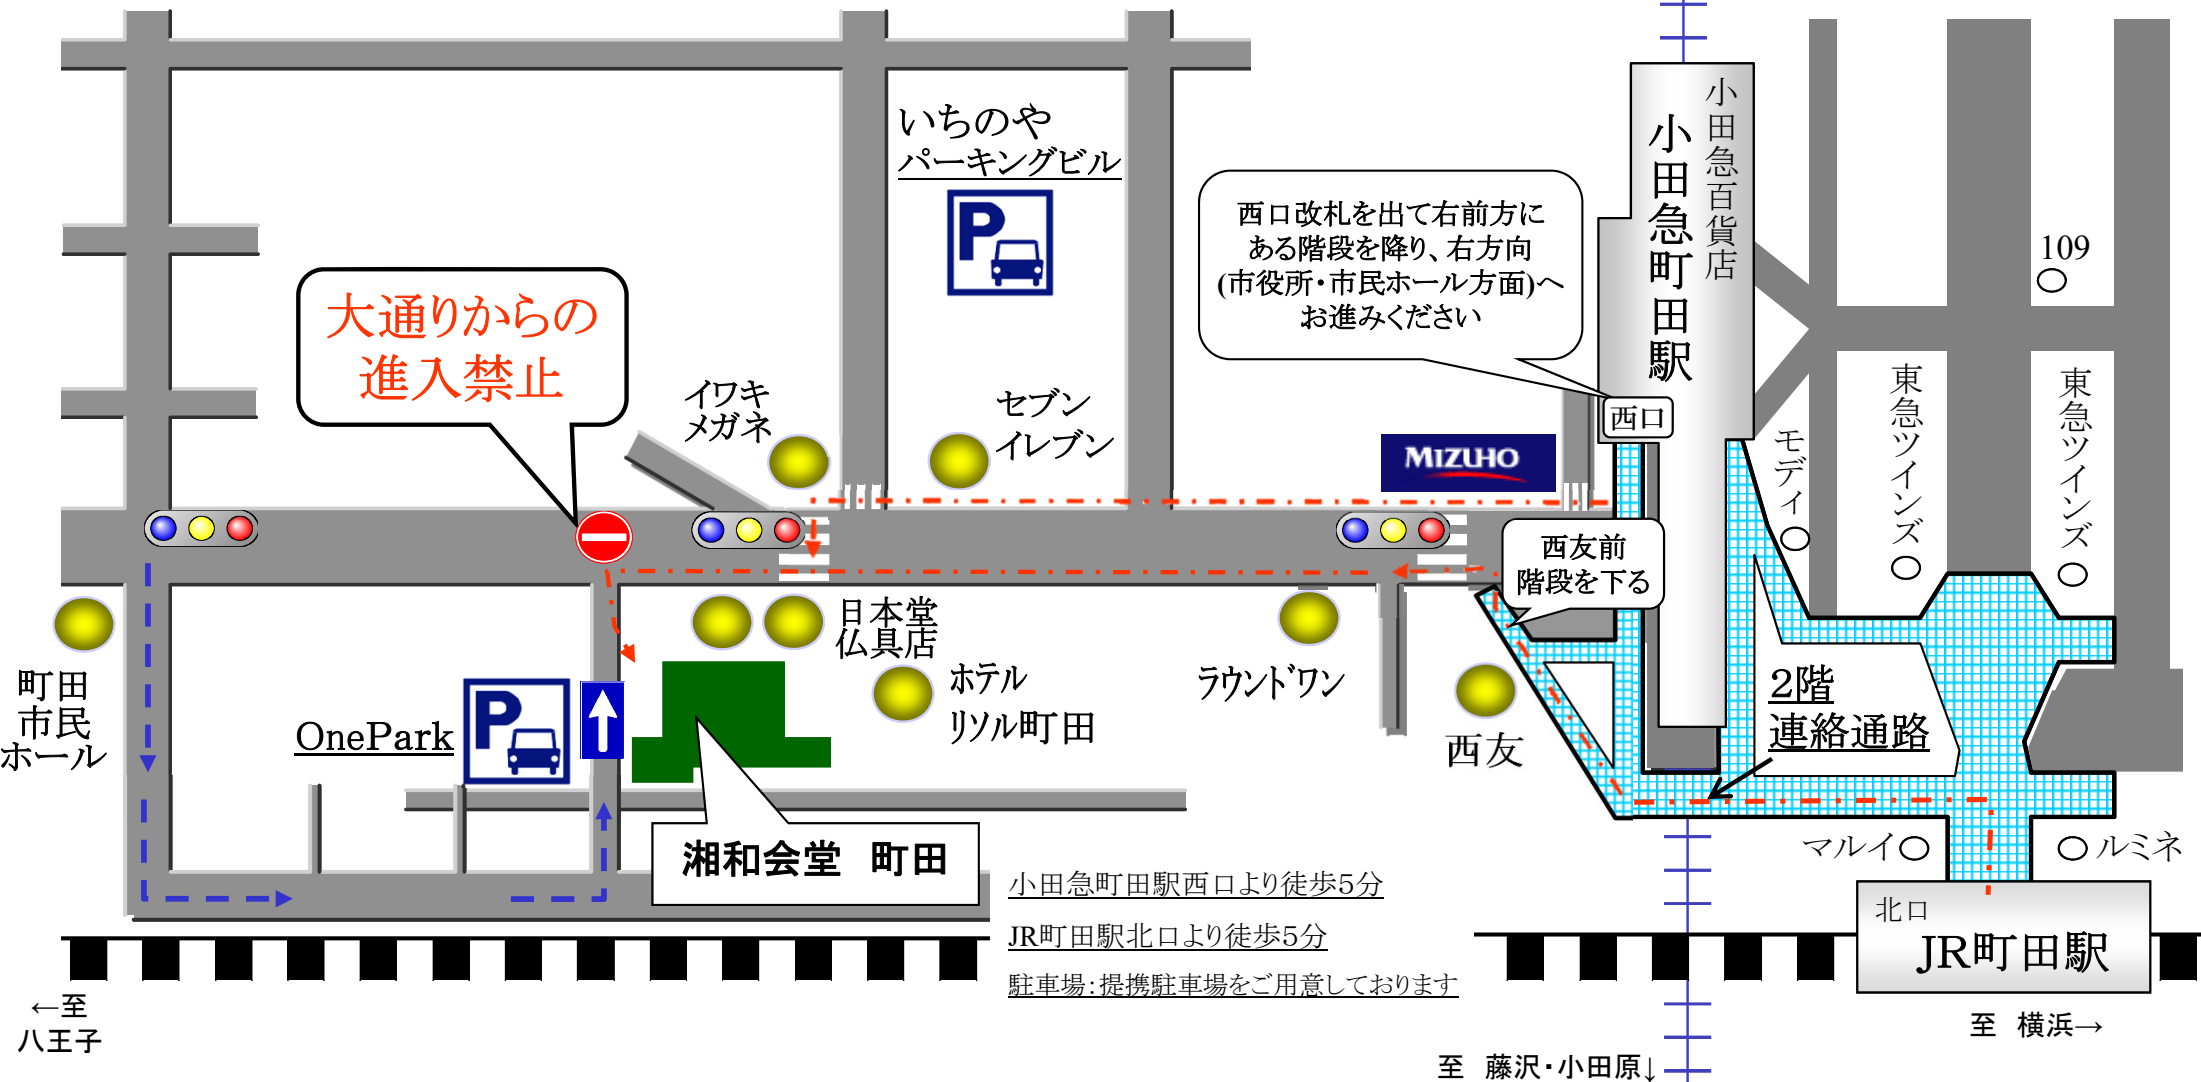 いちのや
パーキングビル
P
西口改札を出て右前方に
ある階段を降り、右方向
(市役所・市民ホール方面)へ
お進みください
小田急百貨店
小田急町田駅
109
大通りからの
進入禁止
イワキ
メガネ
セブン
イレブン
MIZUHO
西口
モディ
東急ツインズ
東急ツインズ
西友前
階段を下る
町田
市民
ホール
日本堂
仏具店
ホテル
リソル町田
ラウンドワン
西友
2階
連絡通路
OnePark
P
湘和会堂 町田
マルイ
ルミネ
小田急町田駅西口より徒歩5分
JR町田駅北口より徒歩5分
駐車場:提携駐車場をご用意しております
北口
JR町田駅
←至
八王子
至 横浜→
至 藤沢・小田原↓